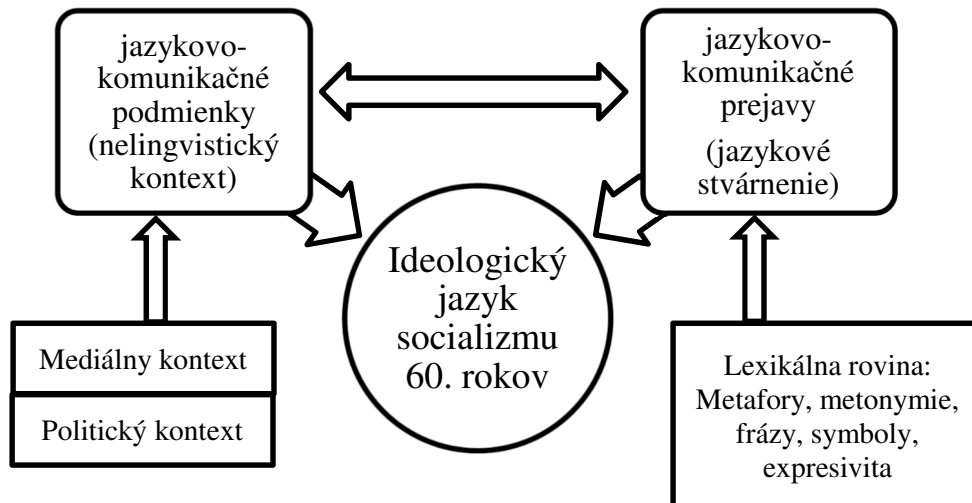 jazykovo-
komunikačné
podmienky
(nelingvistický
kontext)
jazykovo-
komunikačné
prejavy
(jazykové
stvárnenie)
Ideologický
jazyk
socializmu
60. rokov
Mediálny kontext
Politický kontext
Lexikálna rovina:
Metafory, metonymie,
frázy, symboly,
expresivita